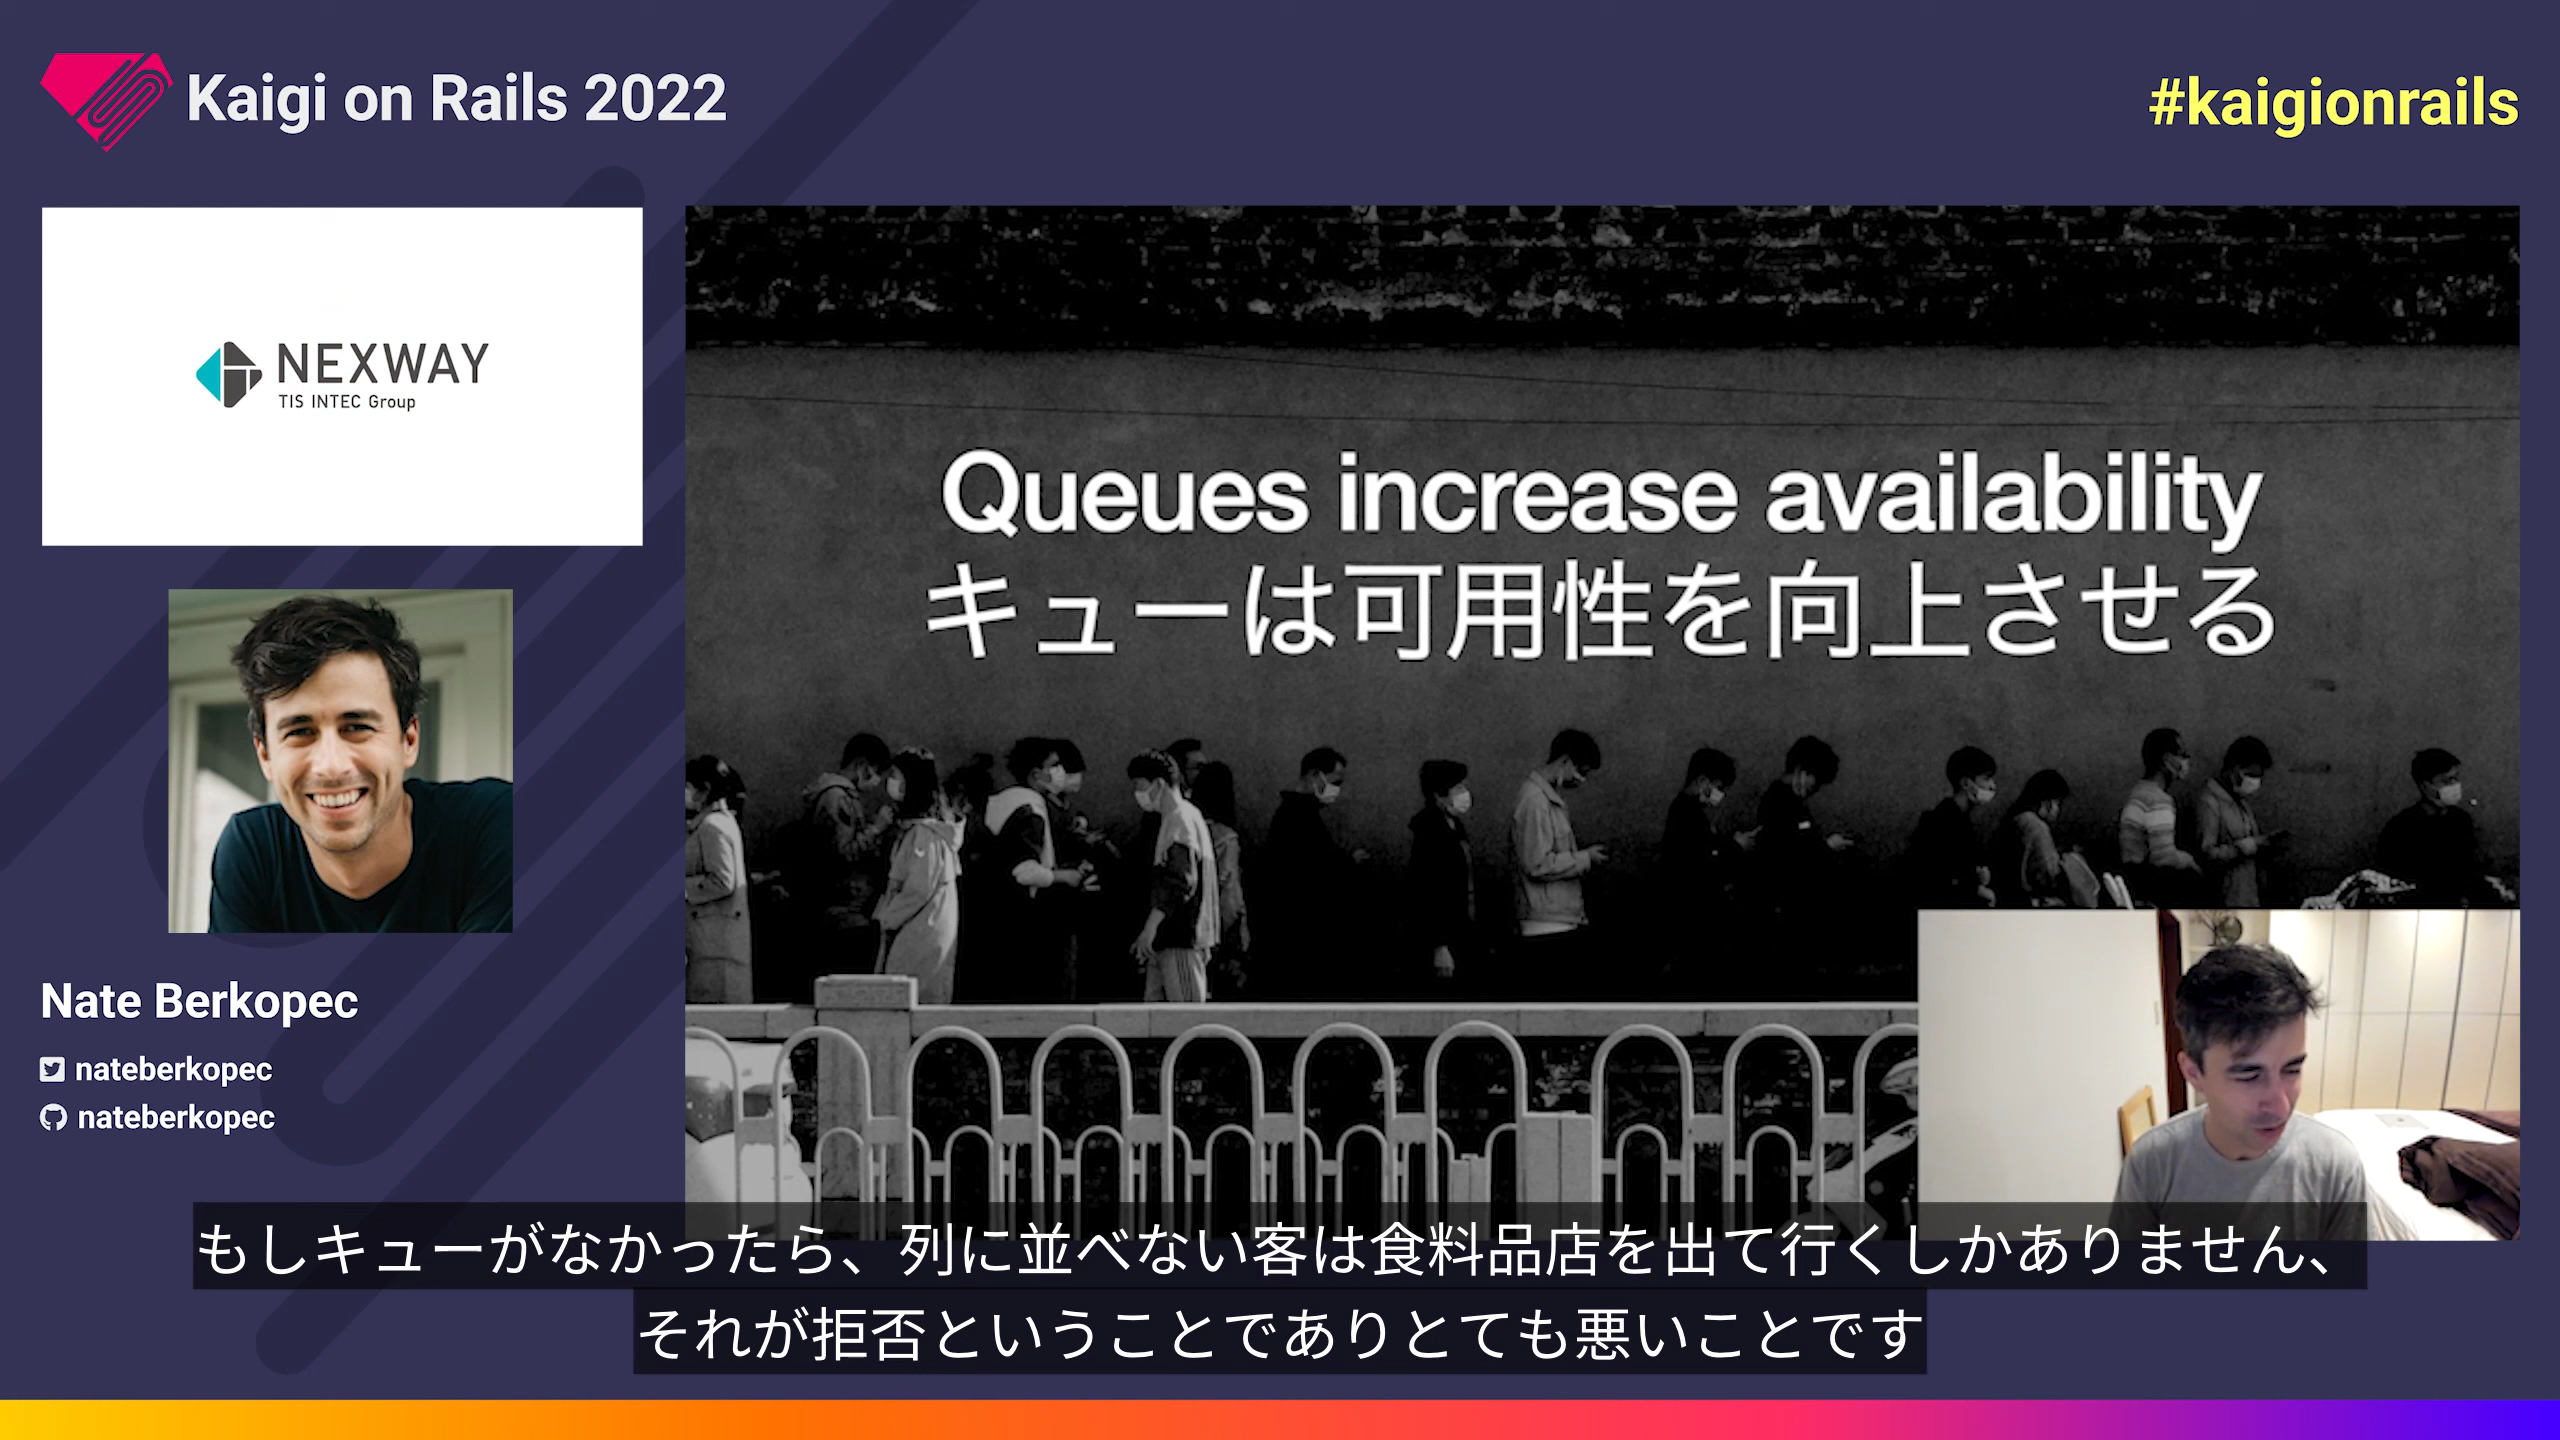 Kaigi on Rails 2022
#kaigionrails
NEXWAY
TIS INTEC Group
Queues increase availability
キューは可用性を向上させる
Nate Berkopec
nateberkopec
nateberkopec
もしキューがなかったら、列に並べない客は食料品店を出て行くしかありません、
それが拒否ということでありとても悪いことです